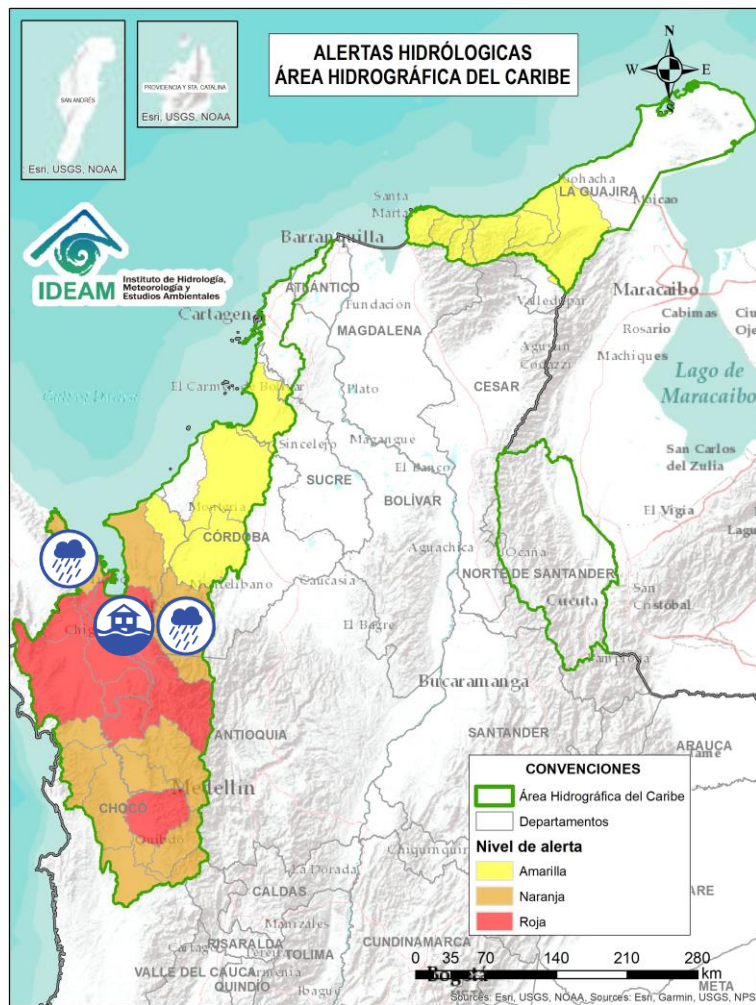 SAN ANDRÉS
Esri, USGS, NOAA
PROVIDENCIA Y STA. CATALINA
Esri, USGS, NOAA
ALERTAS HIDRÓLOGICAS
ÁREA HIDROGRÁFICA DEL CARIBE
N
W
E
S
LA GUAJIRA
Maicao
Santa
Marta
Barranquilla
IDEAM
Instituto de Hidrología,
Meteorología y
Estudios Ambientales
ATLÁNTICO
Cartagena
Fundación
MAGDALENA
Valledupar
Maracaibo
Cabimas
Rosario
Machiques
Agustín
Codazzi
CESAR
Lago de
Maracaibo
El Carmen de Bolívar
Plato
Sincelejo
Magangué
San Carlos
del Zulia
El Banco
SUCRE
BOLÍVAR
Montería
CÓRDOBA
El Vigía
Aguachica
Ocaña
NORTE DE SANTANDER
Montelíbano
Caucasia
San
Cristóbal
Cúcuta
El Bagre
Pamplona
Bucaramanga
ANTIOQUIA
SANTANDER
ARAUCA
Medellín
CHOCÓ
Quibdó
CONVENCIONES
Área Hidrográfica del Caribe
Departamentos
Nivel de alerta
Amarilla
Naranja
Roja
La Dorada
CALDAS
Manizales
RISARALDA
TOLIMA
CUNDINAMARCA
VALLE DEL CAUCA
Armenia
QUINDÍO
Ibagué
Bogotá
META
0 35 70 140 210 280
km
Sources: Esri, USGS, NOAA, Sources: Esri, Garmin, USGS, NPS